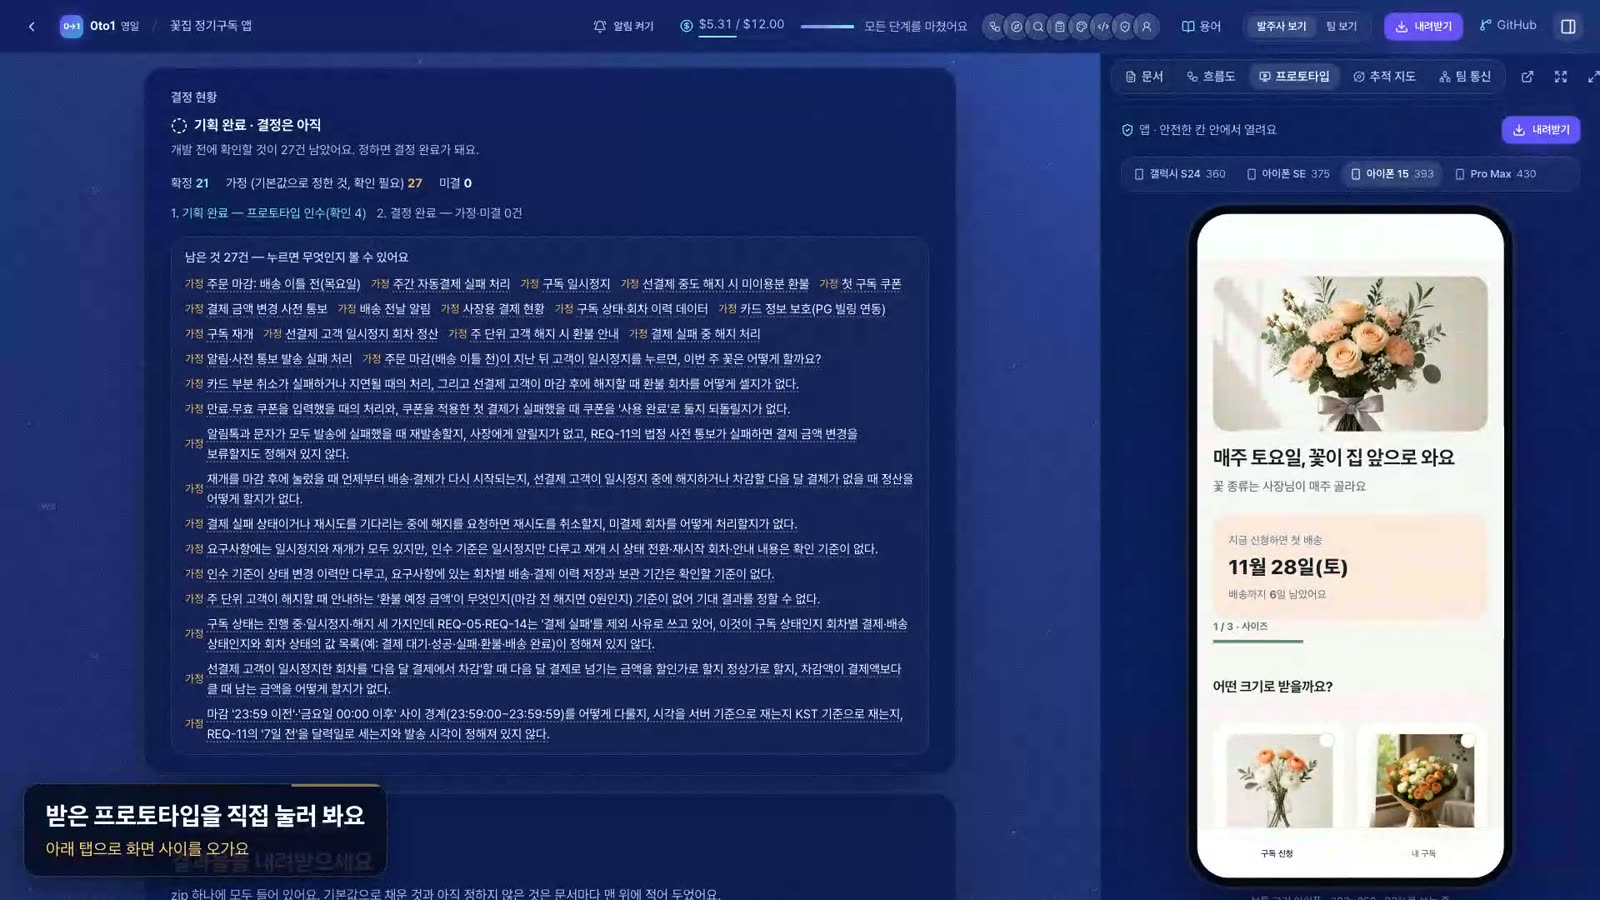 0→1 0to1 영일 / 꽃집 정기구독 앱
알림 켜기
$5.31 / $12.00
모든 단계를 마쳤어요
용어
발주사 보기 팀 보기
내려받기
GitHub
결정 현황
기획 완료 · 결정은 아직
개발 전에 확인할 것이 27건 남았어요. 정하면 결정 완료가 돼요.
확정 21 가정 (기본값으로 정한 것, 확인 필요) 27 미결 0
1. 기획 완료 — 프로토타입 인수(확인 4) 2. 결정 완료 — 가정·미결 0건
남은 것 27건 — 누르면 무엇인지 볼 수 있어요
가정 주문 마감: 배송 이틀 전(목요일) 가정 주간 자동결제 실패 처리 가정 구독 일시정지 가정 선결제 중도 해지 시 미이용분 환불 가정 첫 구독 쿠폰
가정 결제 금액 변경 사전 통보 가정 배송 전날 알림 가정 사장용 결제 현황 가정 구독 상태·회차 이력 데이터 가정 카드 정보 보호(PG 빌링 연동)
가정 구독 재개 가정 선결제 고객 일시정지 회차 정산 가정 주 단위 고객 해지 시 환불 안내 가정 결제 실패 중 해지 처리
가정 알림·사전 통보 발송 실패 처리 가정 주문 마감(배송 이틀 전)이 지난 뒤 고객이 일시정지를 누르면, 이번 주 꽃은 어떻게 할까요?
가정 카드 부분 취소가 실패하거나 지연될 때의 처리, 그리고 선결제 고객이 마감 후에 해지할 때 환불 회차를 어떻게 셀지가 없다.
가정 만료·무효 쿠폰을 입력했을 때의 처리와, 쿠폰을 적용한 첫 결제가 실패했을 때 쿠폰을 '사용 완료'로 둘지 되돌릴지가 없다.
가정 알림톡과 문자가 모두 발송에 실패했을 때 재발송할지, 사장에게 알릴지가 없고, REQ-11의 법정 사전 통보가 실패하면 결제 금액 변경을
보류할지도 정해져 있지 않다.
가정 재개를 마감 후에 눌렀을 때 언제부터 배송·결제가 다시 시작되는지, 선결제 고객이 일시정지 중에 해지하거나 차감할 다음 달 결제가 없을 때 정산을
어떻게 할지가 없다.
가정 결제 실패 상태이거나 재시도를 기다리는 중에 해지를 요청하면 재시도를 취소할지, 미결제 회차를 어떻게 처리할지가 없다.
가정 요구사항에는 일시정지와 재개가 모두 있지만, 인수 기준은 일시정지만 다루고 재개 시 상태 전환·재시작 회차·안내 내용은 확인 기준이 없다.
가정 인수 기준이 상태 변경 이력만 다루고, 요구사항에 있는 회차별 배송·결제 이력 저장과 보관 기간은 확인할 기준이 없다.
가정 주 단위 고객이 해지할 때 안내하는 '환불 예정 금액'이 무엇인지(마감 전 해지면 0원인지) 기준이 없어 기대 결과를 정할 수 없다.
가정 구독 상태는 진행 중·일시정지·해지 세 가지인데 REQ-05·REQ-14는 '결제 실패'를 제외 사유로 쓰고 있어, 이것이 구독 상태인지 회차별 결제·배송
상태인지와 회차 상태의 값 목록(예: 결제 대기·성공·실패·환불·배송 완료)이 정해져 있지 않다.
가정 선결제 고객이 일시정지한 회차를 '다음 달 결제에서 차감'할 때 다음 달 결제로 넘기는 금액을 할인가로 할지 정상가로 할지, 차감액이 결제액보다
클 때 남는 금액을 어떻게 할지가 없다.
가정 마감 '23:59 이전'·'금요일 00:00 이후' 사이 경계(23:59:00~23:59:59)를 어떻게 다룰지, 시각을 서버 기준으로 재는지 KST 기준으로 재는지,
REQ-11의 '7일 전'을 달력일로 세는지와 발송 시각이 정해져 있지 않다.
받은 프로토타입을 직접 눌러 봐요
아래 탭으로 화면 사이를 오가요
내려받으세요
zip 하나에 모두 들어 있어요. 기본값으로 채운 것과 아직 정하지 않은 것은 문서마다 맨 위에 적어 두었어요.
문서 흐름도 프로토타입 추적 지도 팀 통신
앱 · 안전한 칸 안에서 열려요
내려받기
갤럭시 S24 360 아이폰 SE 375 아이폰 15 393 Pro Max 430
매주 토요일, 꽃이 집 앞으로 와요
꽃 종류는 사장님이 매주 골라요
지금 신청하면 첫 배송
11월 28일(토)
배송까지 6일 남았어요
1 / 3 · 사이즈
어떤 크기로 받을까요?
구독 신청 내 구독